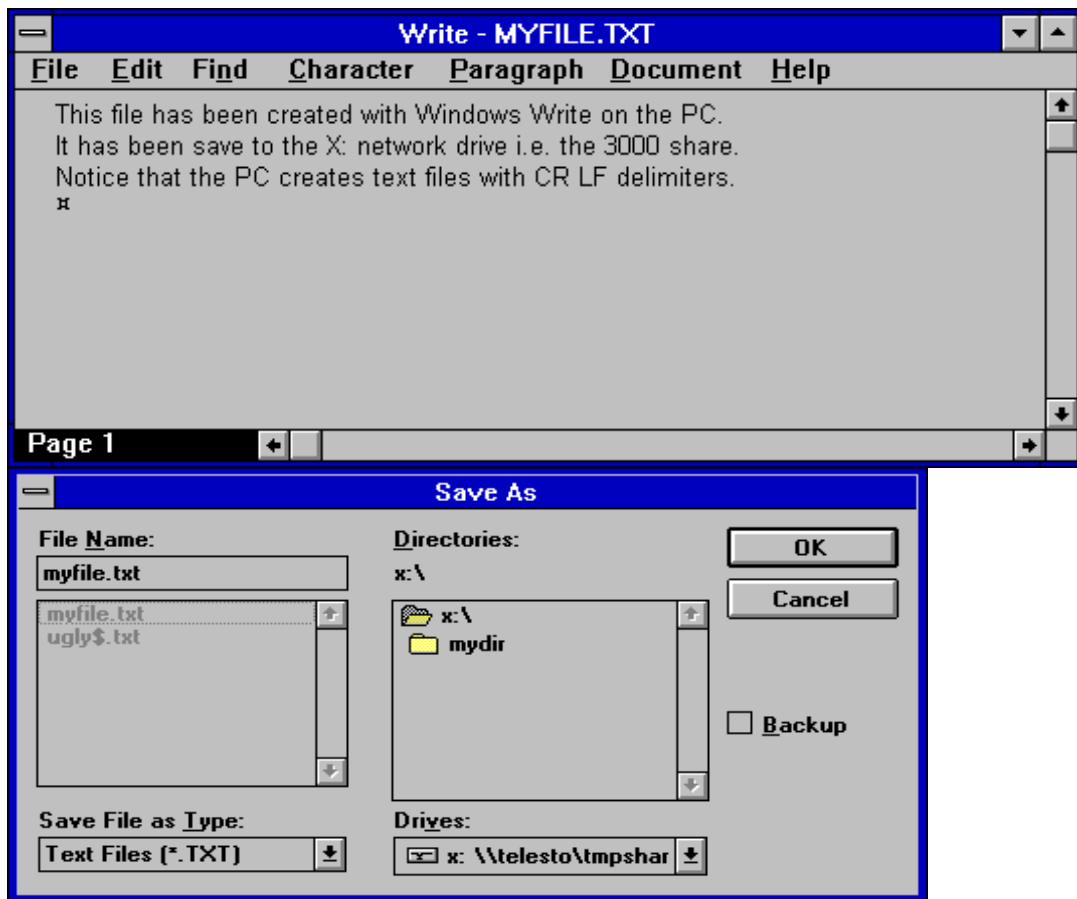 Write - MYFILE.TXT
File Edit Find Character Paragraph Document Help
This file has been created with Windows Write on the PC.
It has been save to the X: network drive i.e. the 3000 share.
Notice that the PC creates text files with CR LF delimiters.
¤
Page 1
Save As
File Name:
myfile.txt
myfile.txt
ugly$.txt
Save File as Type:
Text Files (*.TXT)
Directories:
x:\
x:\
mydir
Drives:
x: \\telesto\tmpshar
OK
Cancel
Backup